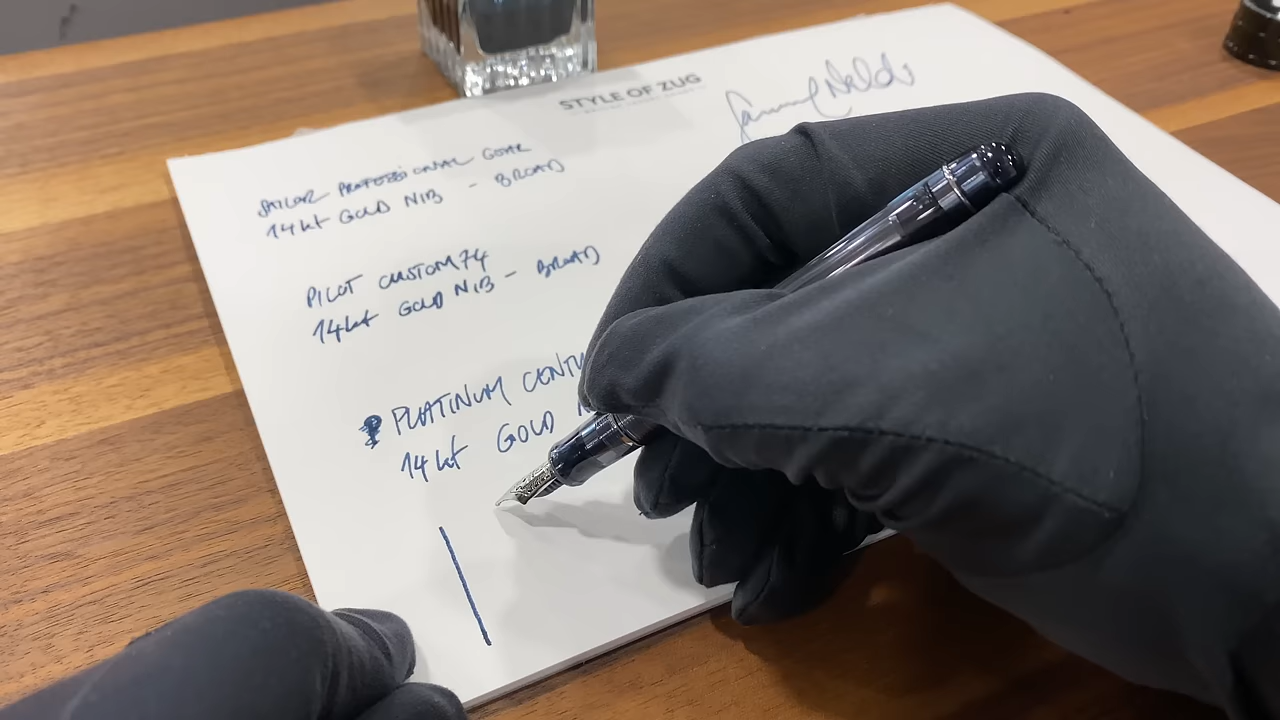 STYLE OF ZUG
SAILOR PROFESSIONAL GEAR
14kt GOLD NIB - BROAD
PILOT CUSTOM 74
14kt GOLD NIB - BROAD
PLATINUM CENTU
14kt GOLD N